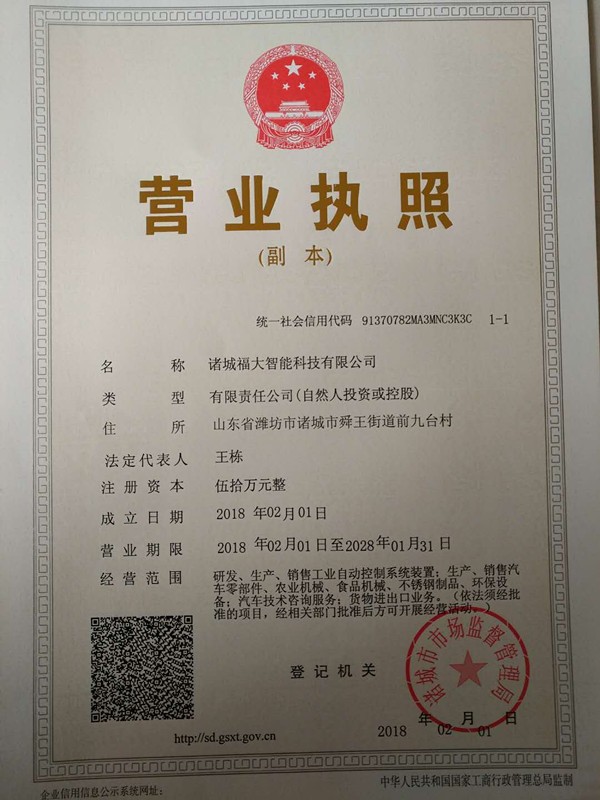 营业执照
(副 本)
统一社会信用代码 91370782MA3MNC3K3C 1-1
名 称 诸城福大智能科技有限公司
类 型 有限责任公司(自然人投资或控股)
住 所 山东省潍坊市诸城市舜王街道前九台村
法定代表人 王栋
注册资本 伍拾万元整
成立日期 2018 年02月01日
营业期限 2018 年02月01日至2028年01月31日
经营范围 研发、生产、销售工业自动控制系统装置；生产、销售汽
车零部件、农业机械、食品机械、不锈钢制品、环保设
备；汽车技术咨询服务；货物进出口业务。（依法须经批
准的项目，经相关部门批准后方可开展经营活动。）
诸城市市场监督管理局
登记机关
2018 年 02 月 01 日
http://sd.gsxt.gov.cn
企业信用信息公示系统网址：
中华人民共和国国家工商行政管理总局监制